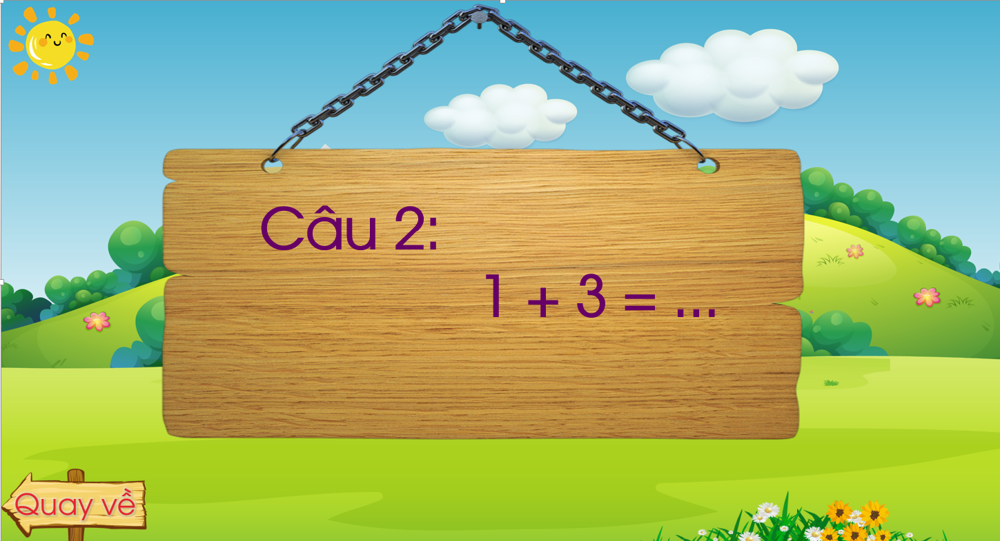 Câu 2:
1 + 3 = ...
Quay về